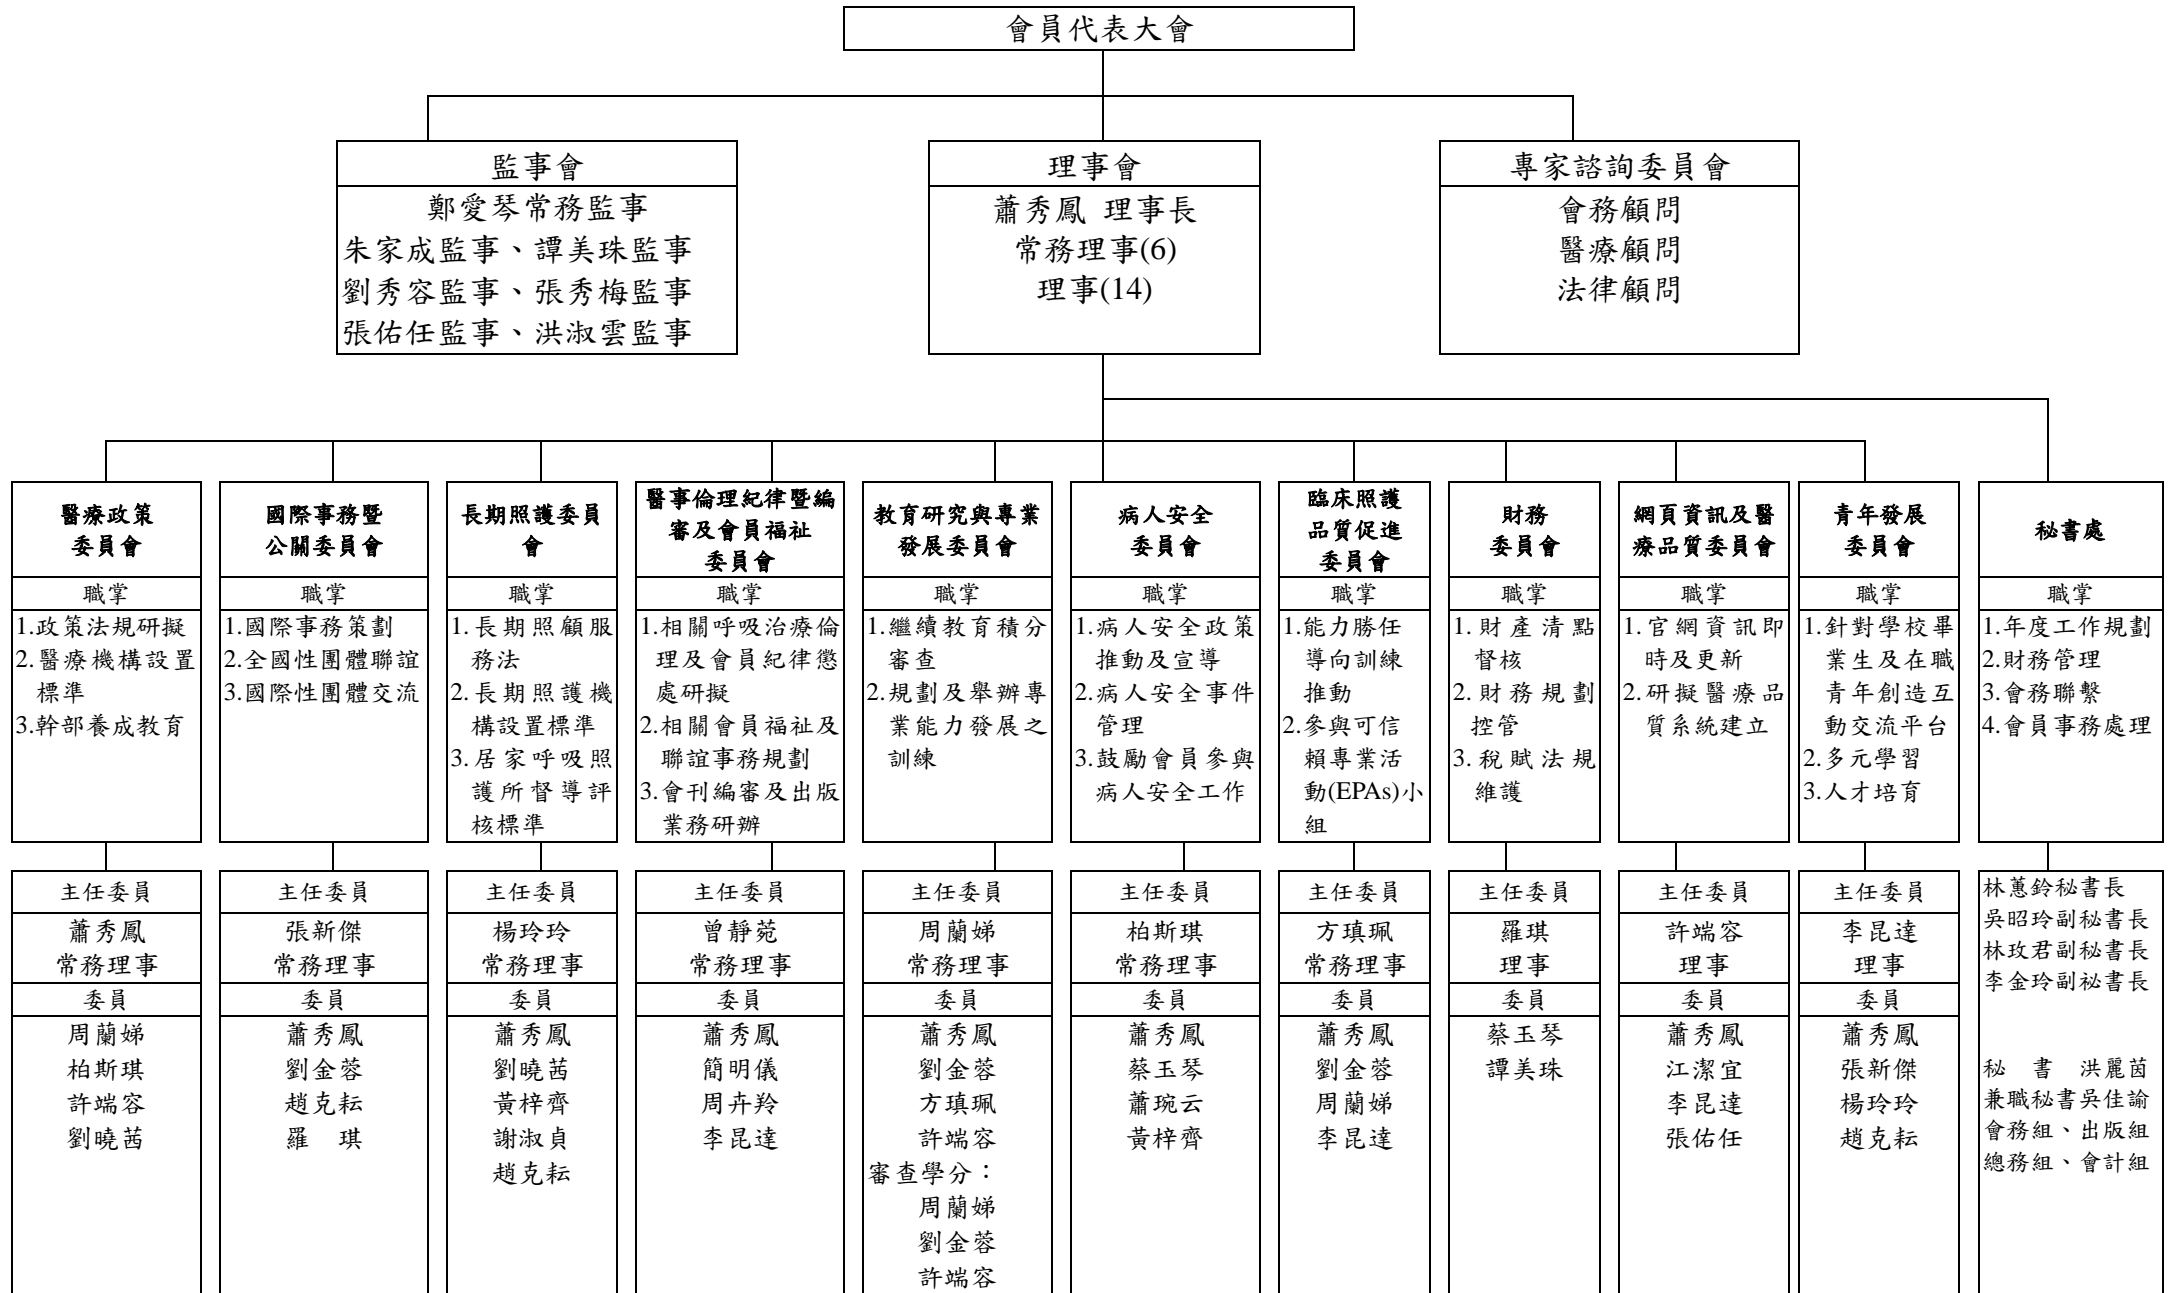 會員代表大會
監事會
鄭愛琴常務監事
朱家成監事、譚美珠監事
劉秀容監事、張秀梅監事
張佑任監事、洪淑雲監事
理事會
蕭秀鳳 理事長
常務理事(6)
理事(14)
專家諮詢委員會
會務顧問
醫療顧問
法律顧問
醫療政策
委員會
職掌
1.政策法規研擬
2.醫療機構設置
標準
3.幹部養成教育
主任委員
蕭秀鳳
常務理事
委員
周蘭娣
柏斯琪
許端容
劉曉茜
國際事務暨
公關委員會
職掌
1.國際事務策劃
2.全國性團體聯誼
3.國際性團體交流
主任委員
張新傑
常務理事
委員
蕭秀鳳
劉金蓉
趙克耘
羅 琪
長期照護委員
會
職掌
1.長期照顧服
務法
2.長期照護機
構設置標準
3.居家呼吸照
護所督導評
核標準
主任委員
楊玲玲
常務理事
委員
蕭秀鳳
劉曉茜
黃梓齊
謝淑貞
趙克耘
醫事倫理紀律暨編
審及會員福祉
委員會
職掌
1.相關呼吸治療倫
理及會員紀律懲
處研擬
2.相關會員福祉及
聯誼事務規劃
3.會刊編審及出版
業務研辦
主任委員
曾靜菀
常務理事
委員
蕭秀鳳
簡明儀
周卉羚
李昆達
教育研究與專業
發展委員會
職掌
1.繼續教育積分
審查
2.規劃及舉辦專
業能力發展之
訓練
主任委員
周蘭娣
常務理事
委員
蕭秀鳳
劉金蓉
方瑱珮
許端容
審查學分：
周蘭娣
劉金蓉
許端容
病人安全
委員會
職掌
1.病人安全政策
推動及宣導
2.病人安全事件
管理
3.鼓勵會員參與
病人安全工作
主任委員
柏斯琪
常務理事
委員
蕭秀鳳
蔡玉琴
蕭琬云
黃梓齊
臨床照護
品質促進
委員會
職掌
1.能力勝任
導向訓練
推動
2.參與可信
賴專業活
動(EPAs)小
組
主任委員
方瑱珮
常務理事
委員
蕭秀鳳
劉金蓉
周蘭娣
李昆達
財務
委員會
職掌
1.財產清點
督核
2.財務規劃
控管
3.稅賦法規
維護
主任委員
羅琪
理事
委員
蔡玉琴
譚美珠
網頁資訊及醫
療品質委員會
職掌
1.官網資訊即
時及更新
2.研擬醫療品
質系統建立
主任委員
許端容
理事
委員
蕭秀鳳
江潔宜
李昆達
張佑任
青年發展
委員會
職掌
1.針對學校畢
業生及在職
青年創造互
動交流平台
2.多元學習
3.人才培育
主任委員
李昆達
理事
委員
蕭秀鳳
張新傑
楊玲玲
趙克耘
秘書處
職掌
1.年度工作規劃
2.財務管理
3.會務聯繫
4.會員事務處理
林蕙鈴秘書長
吳昭玲副秘書長
林玫君副秘書長
李金玲副祕書長
秘 書 洪麗茵
兼職秘書吳佳諭
會務組、出版組
總務組、會計組